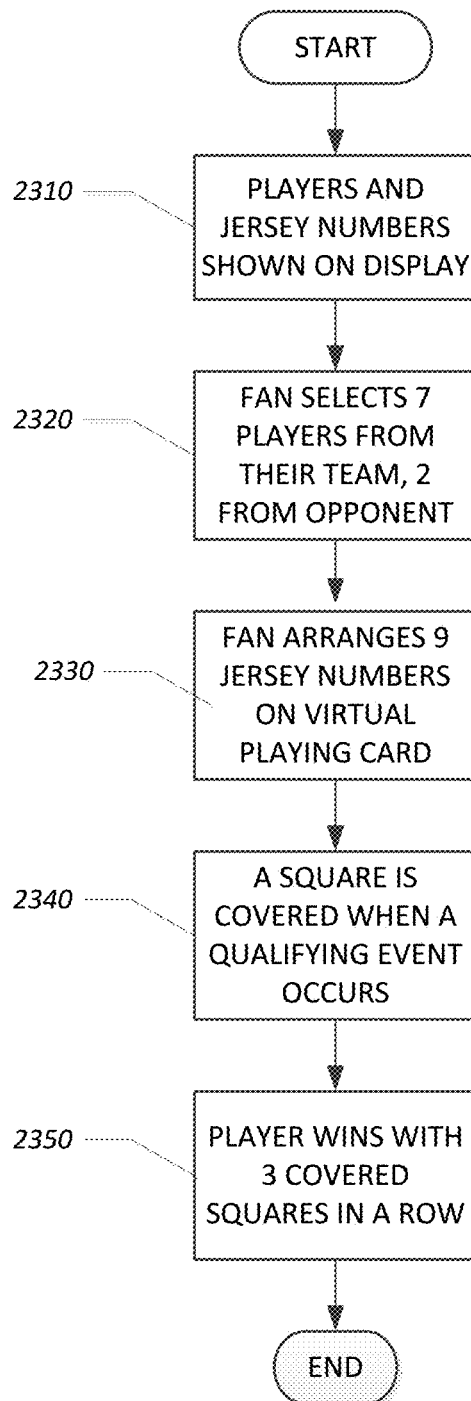 START
2310
PLAYERS AND
JERSEY NUMBERS
SHOWN ON DISPLAY
2320
FAN SELECTS 7
PLAYERS FROM
THEIR TEAM, 2
FROM OPPONENT
2330
FAN ARRANGES 9
JERSEY NUMBERS
ON VIRTUAL
PLAYING CARD
2340
A SQUARE IS
COVERED WHEN A
QUALIFYING EVENT
OCCURS
2350
PLAYER WINS WITH
3 COVERED
SQUARES IN A ROW
END